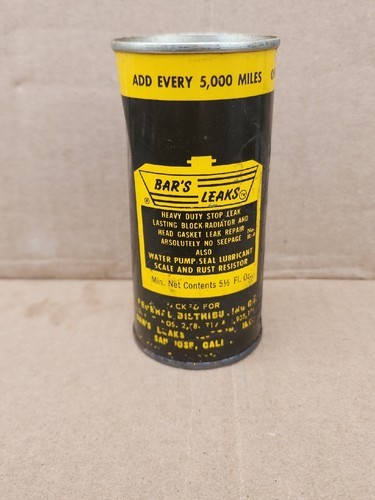 ADD EVERY 5,000 MILES
BAR'S
LEAKS TM
®
HEAVY DUTY STOP LEAK
LASTING BLOCK-RADIATOR AND
HEAD GASKET LEAK REPAIR
ABSOLUTELY NO SEEPAGE
ALSO
WATER PUMP-SEAL LUBRICANT
SCALE AND RUST RESISTOR
Min. Net Contents 5½ Fl. Oz.
FOR
LEAKS
SAN JOSE, CALI